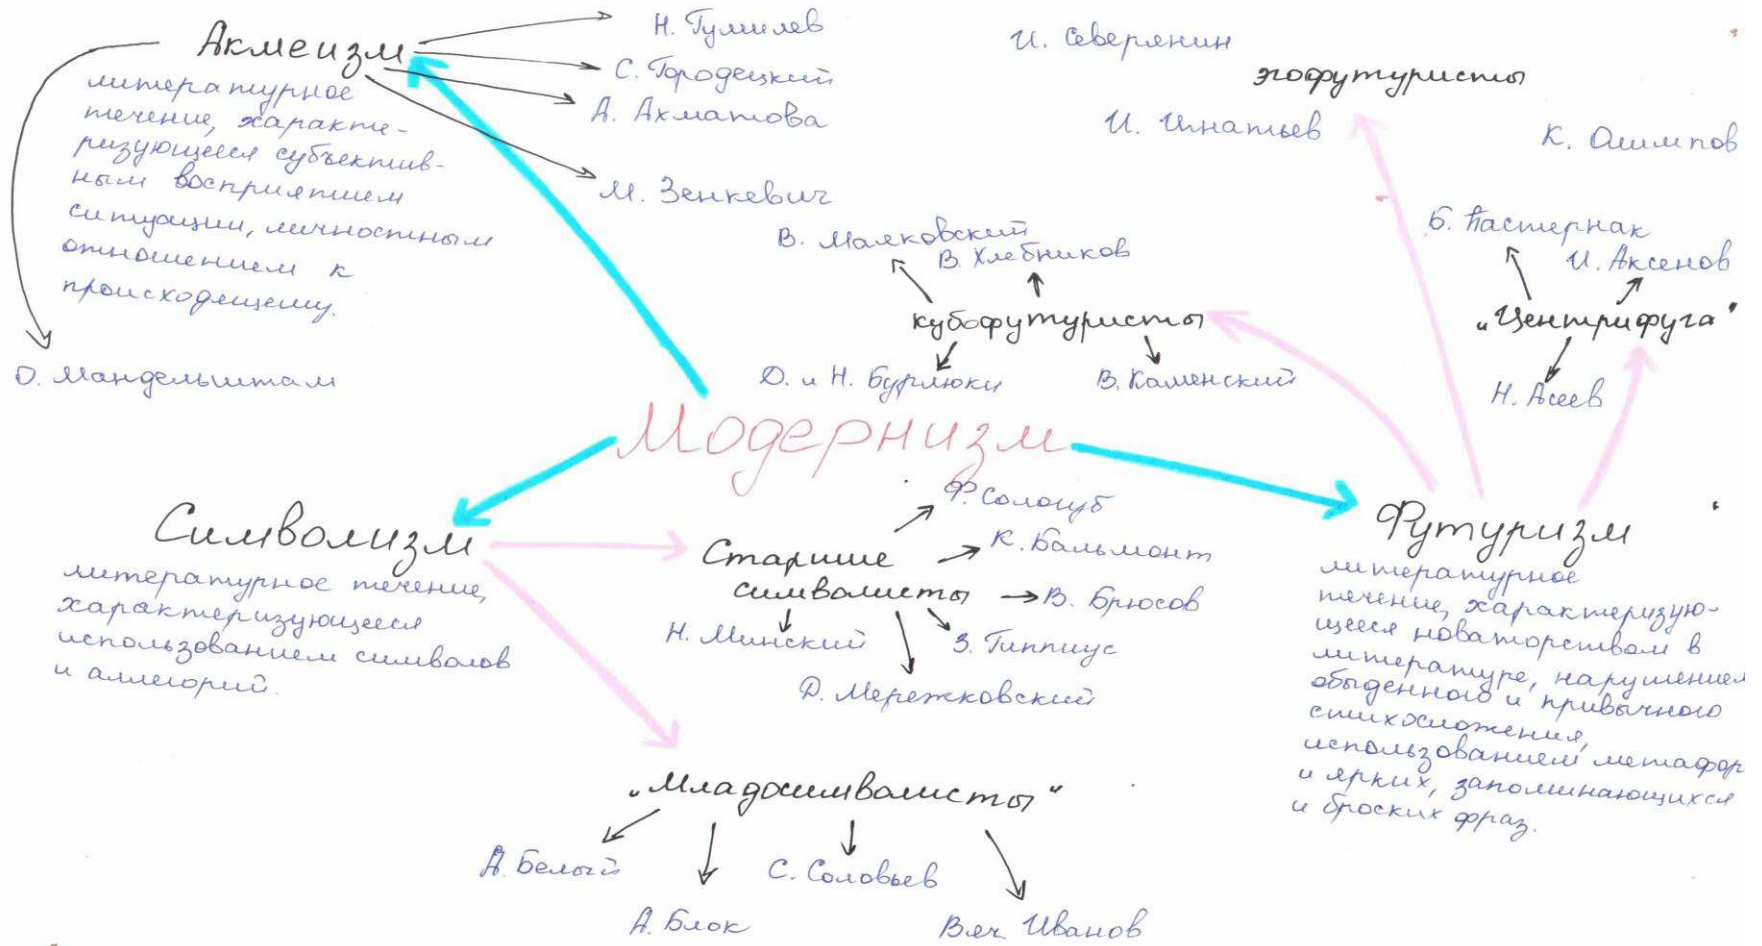 Акмеизм
литературное
течение, характе-
ризующееся субъектив-
ным восприятием
ситуации, личностным
отношением к
происходящему.
О. Мандельштам
Н. Гумилев
С. Городецкий
А. Ахматова
М. Зенкевич
И. Северянин
эгофутуристы
И. Игнатьев
К. Олимпов
В. Маяковский
В. Хлебников
кубофутуристы
Д. и Н. Бурлюки
В. Каменский
Б. Пастернак
И. Аксенов
"Центрифуга"
Н. Асеев
Модернизм
Символизм
литературное течение,
характеризующееся
использованием символов
и аллегорий.
Ф. Сологуб
Старшие
К. Бальмонт
символисты
В. Брюсов
Н. Минский
З. Гиппиус
Д. Мережковский
"Младосимволисты"
А. Белый
С. Соловьев
А. Блок
Вяч. Иванов
Футуризм
литературное
течение, характеризую-
щееся новаторством в
литературе, нарушением
обыденного и привычного
стихосложения,
использованием метафор
и ярких, запоминающихся
и броских фраз.